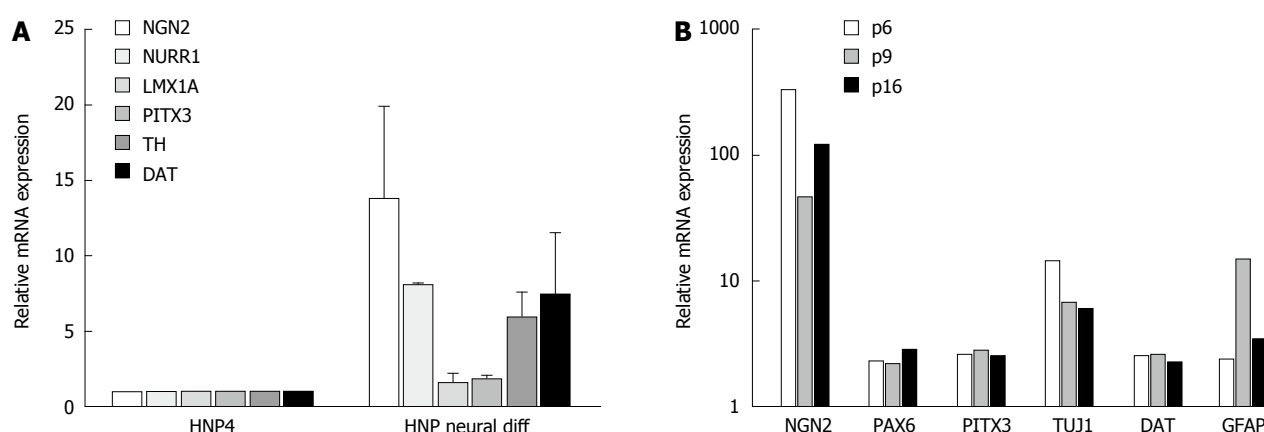 A
Relative mRNA expression
25
20
15
10
5
0
NGN2
NURR1
LMX1A
PITX3
TH
DAT
HNP4
HNP neural diff
B
Relative mRNA expression
1000
100
10
1
p6
p9
p16
NGN2
PAX6
PITX3
TUJ1
DAT
GFAP